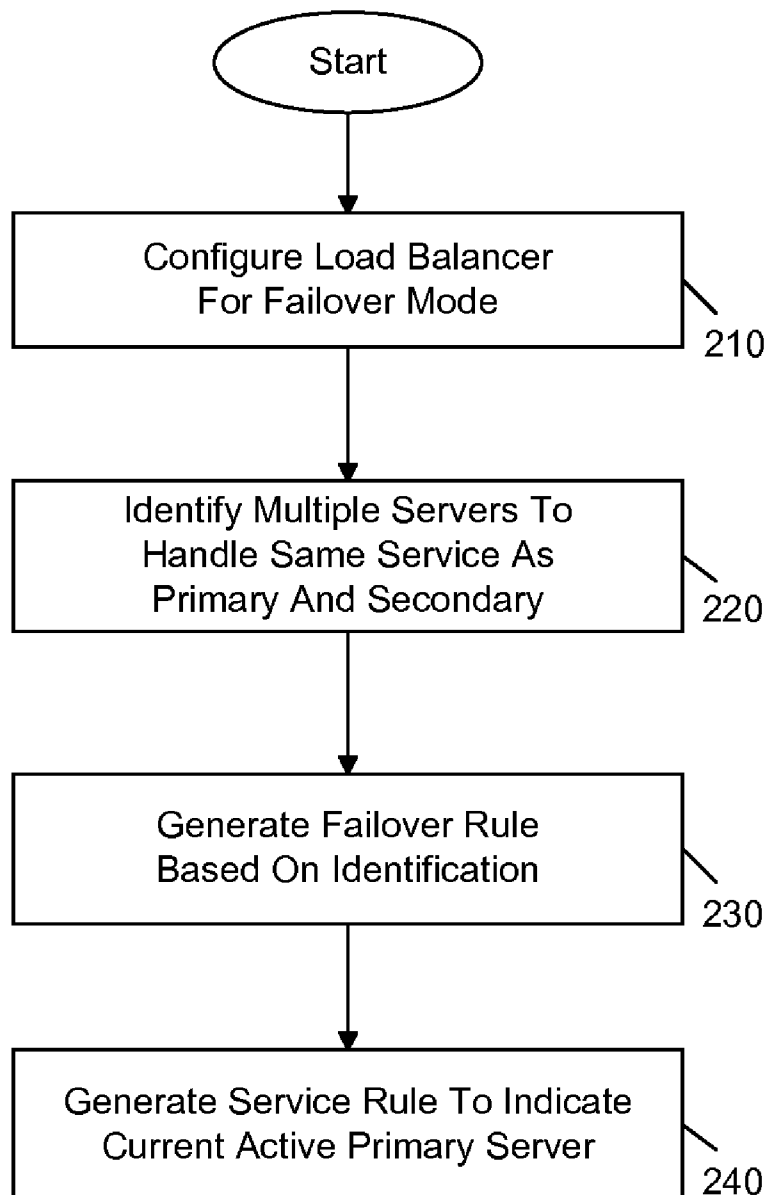 Start
Configure Load Balancer
For Failover Mode
210
Identify Multiple Servers To
Handle Same Service As
Primary And Secondary
220
Generate Failover Rule
Based On Identification
230
Generate Service Rule To Indicate
Current Active Primary Server
240